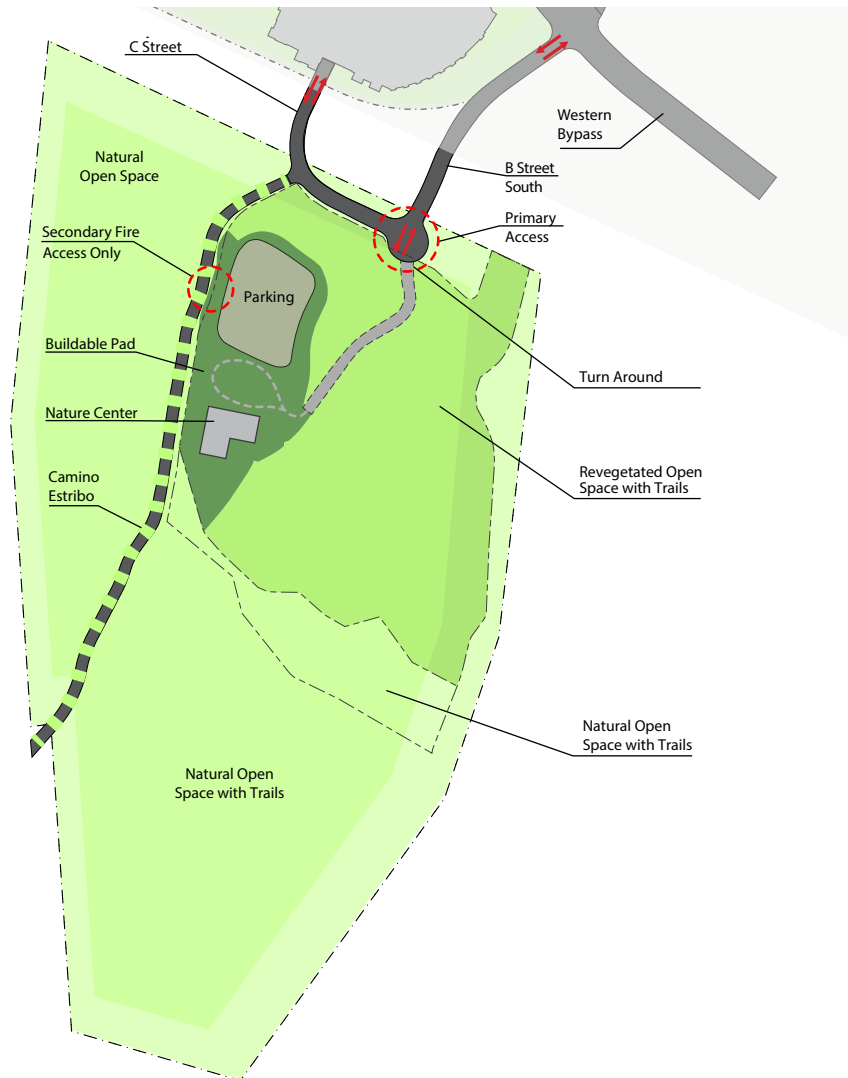 C Street
Western
Bypass
Natural
Open Space
B Street
South
Primary
Access
Secondary Fire
Access Only
Parking
Buildable Pad
Turn Around
Nature Center
Revegetated Open
Space with Trails
Camino
Estribo
Natural Open
Space with Trails
Natural Open
Space with Trails